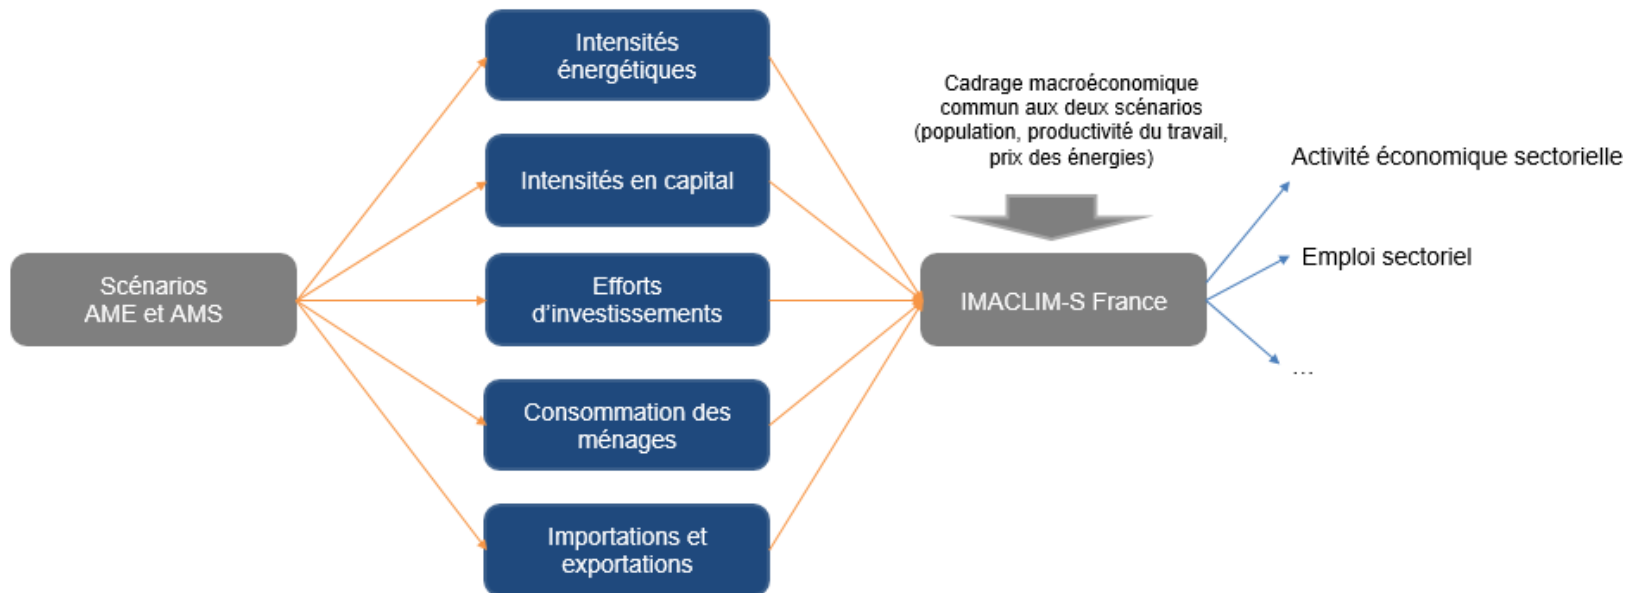 Scénarios
AME et AMS
Intensités
énergétiques
Intensités en capital
Efforts
d'investissements
Consommation des
ménages
Importations et
exportations
Cadrage macroéconomique
commun aux deux scénarios
(population, productivité du travail,
prix des énergies)
IMACLIM-S France
Activité économique sectorielle
Emploi sectoriel
...